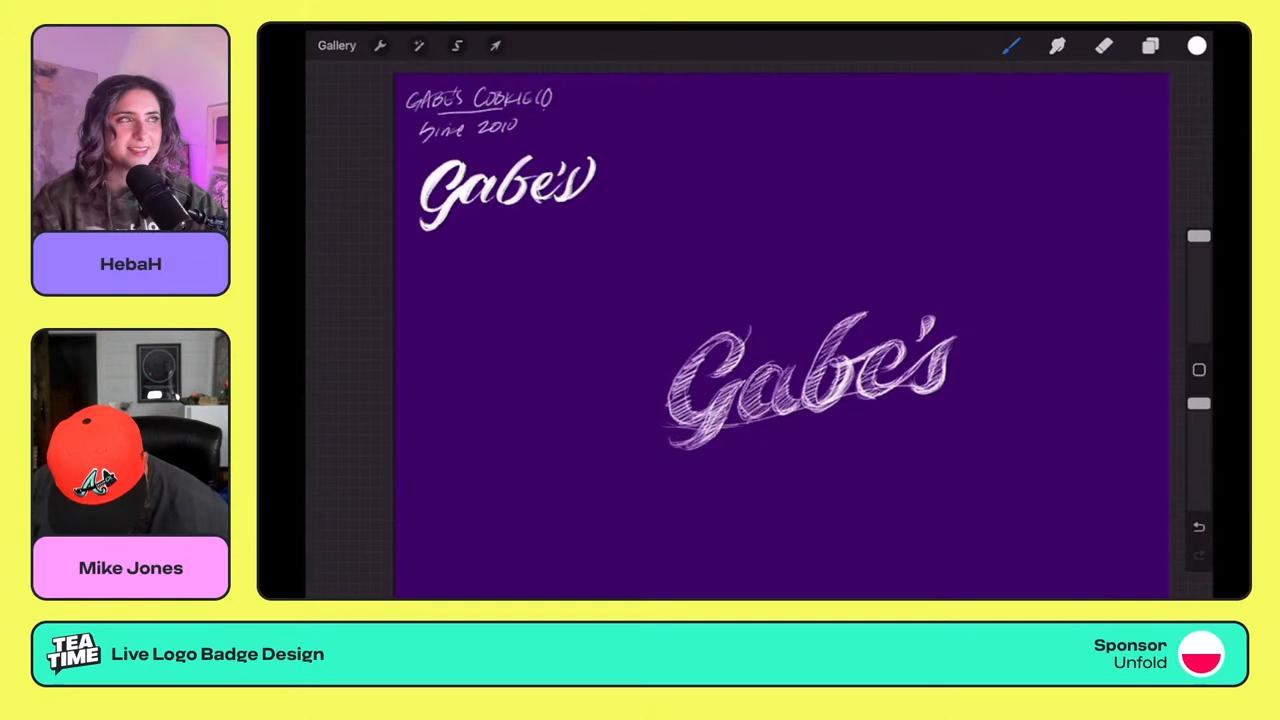 HebaH
Mike Jones
Gallery
GABE'S COOKIE CO
Since 2010
Gabe's
Gabe's
TEA
TIME
Live Logo Badge Design
Sponsor
Unfold